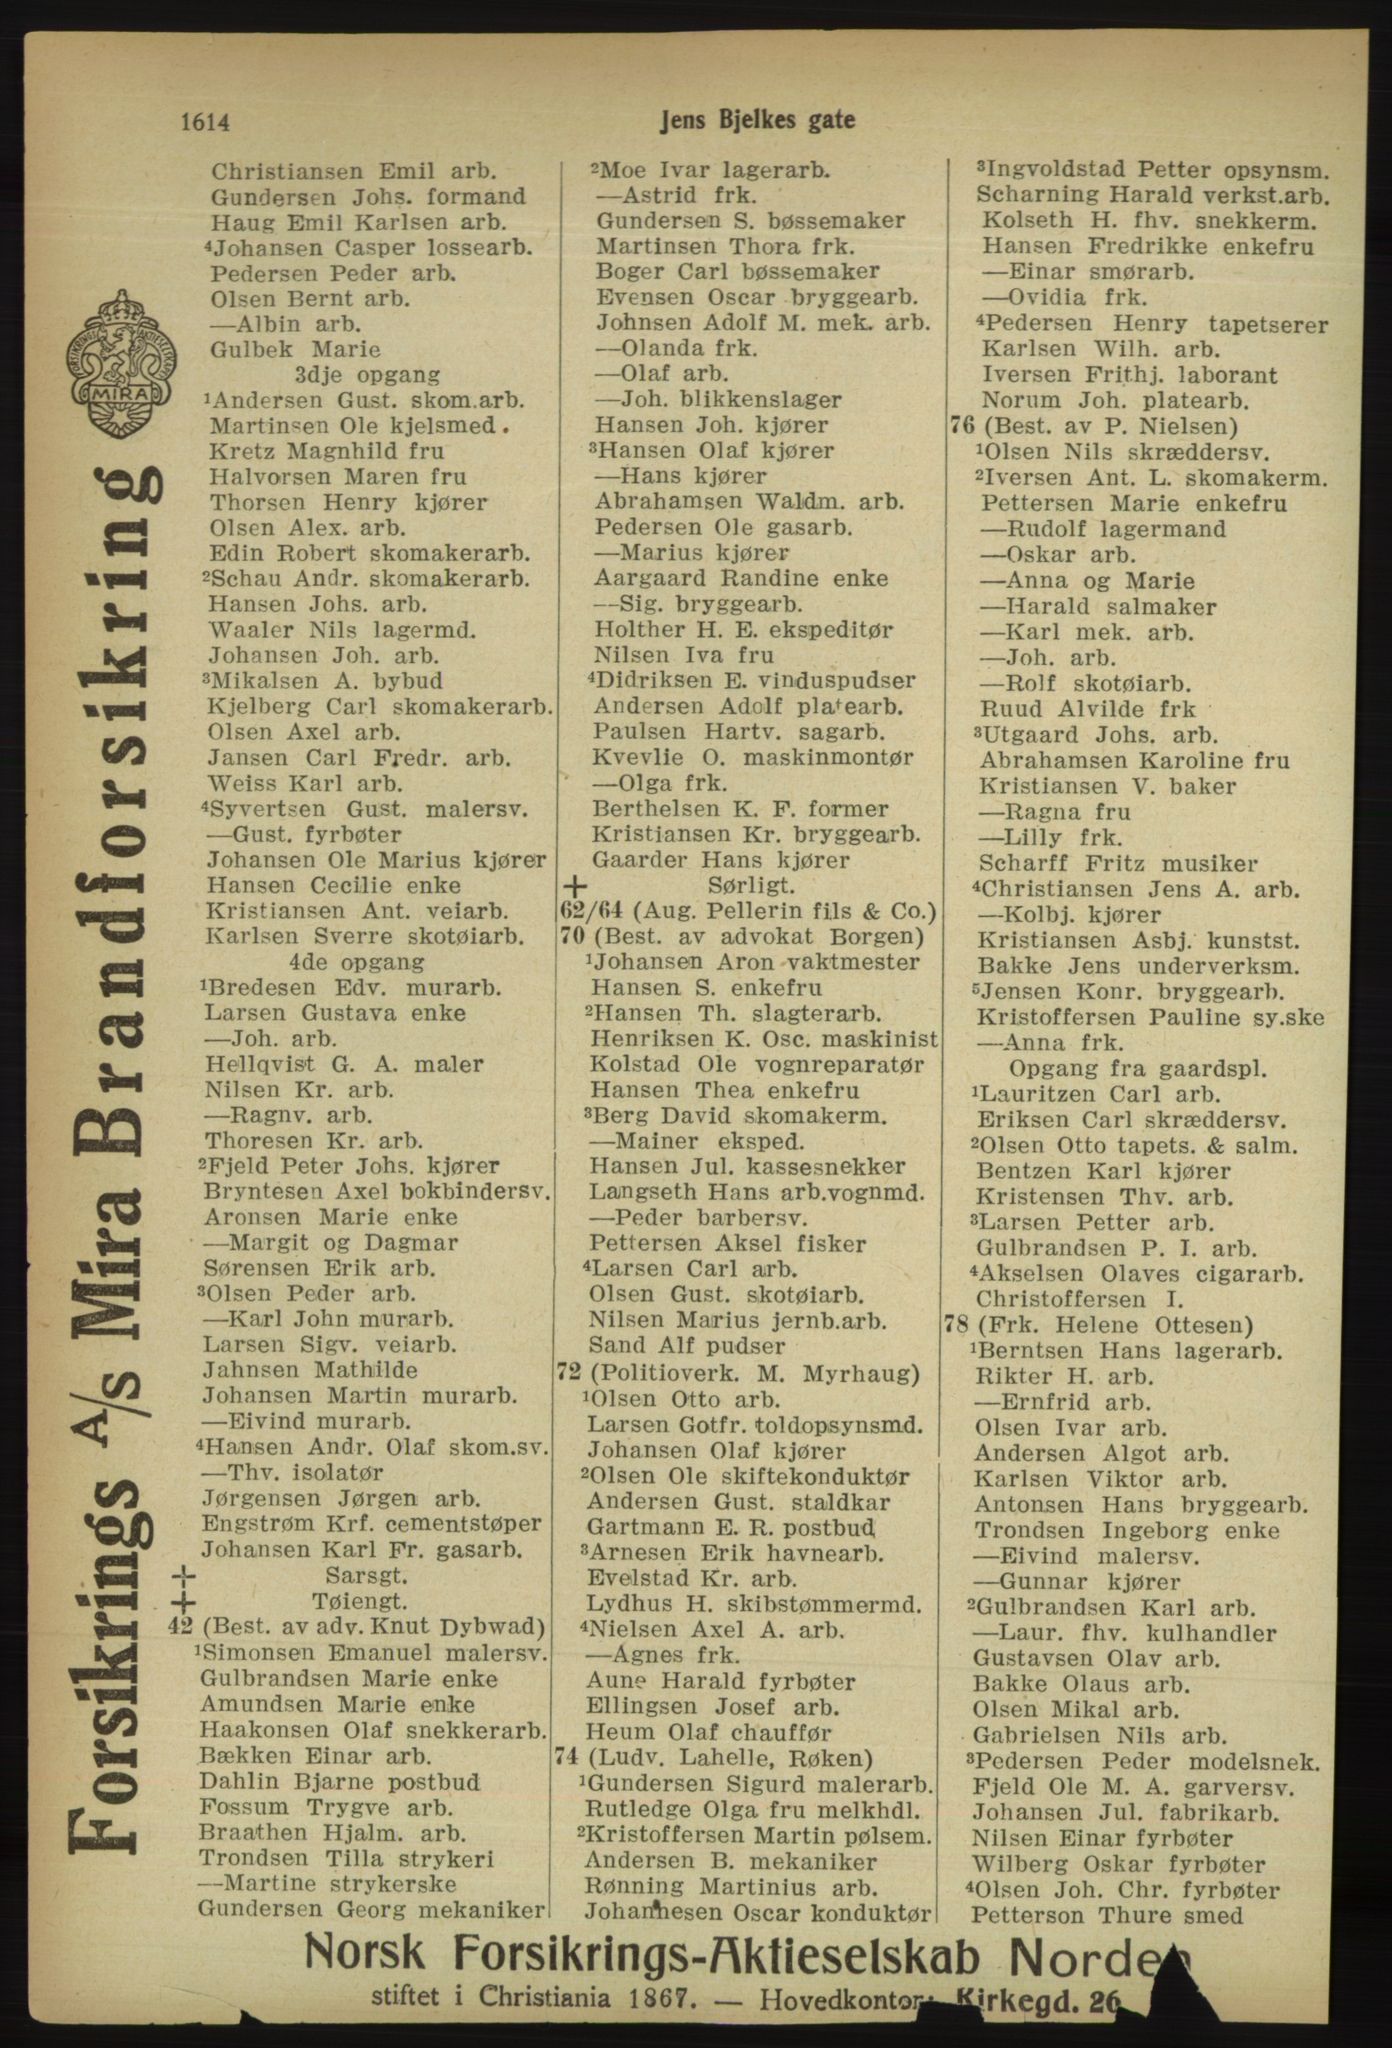 1614
Jens Bjelkes gate
Christiansen Emil arb.
Gundersen Johs. formand
Haug Emil Karlsen arb.
⁴Johansen Casper lossearb.
Pedersen Peder arb.
Olsen Bernt arb.
—Albin arb.
Gulbek Marie
3dje opgang
¹Andersen Gust. skom.arb.
Martinsen Ole kjelsmed.
Kretz Magnhild fru
Halvorsen Maren fru
Thorsen Henry kjører
Olsen Alex. arb.
Edin Robert skomakerarb.
²Schau Andr. skomakerarb.
Hansen Johs. arb.
Waaler Nils lagermd.
Johansen Joh. arb.
³Mikalsen A. bybud
Kjelberg Carl skomakerarb.
Olsen Axel arb.
Jansen Carl Fredr. arb.
Weiss Karl arb.
⁴Syvertsen Gust. malersv.
—Gust. fyrbøter
Johansen Ole Marius kjører
Hansen Cecilie enke
Kristiansen Ant. veiarb.
Karlsen Sverre skotøiarb.
4de opgang
¹Bredesen Edv. murarb.
Larsen Gustava enke
—Joh. arb.
Hellqvist G. A. maler
Nilsen Kr. arb.
—Ragnv. arb.
Thoresen Kr. arb.
²Fjeld Peter Johs. kjører
Bryntesen Axel bokbindersv.
Aronsen Marie enke
—Margit og Dagmar
Sørensen Erik arb.
³Olsen Peder arb.
—Karl John murarb.
Larsen Sigv. veiarb.
Jahnsen Mathilde
Johansen Martin murarb.
—Eivind murarb.
⁴Hansen Andr. Olaf skom.sv.
—Thv. isolatør
Jørgensen Jørgen arb.
Engstrøm Krf. cementstøper
Johansen Karl Fr. gasarb.
++ Sarsgt.
++ Tøiengt.
42 (Best. av adv. Knut Dybwad)
¹Simonsen Emanuel malersv.
Gulbrandsen Marie enke
Amundsen Marie enke
Haakonsen Olaf snekkerarb.
Bækken Einar arb.
Dahlin Bjarne postbud
Fossum Trygve arb.
Braathen Hjalm. arb.
Trondsen Tilla strykeri
—Martine strykerske
Gundersen Georg mekaniker
²Moe Ivar lagerarb.
—Astrid frk.
Gundersen S. bøssemaker
Martinsen Thora frk.
Boger Carl bøssemaker
Evensen Oscar bryggearb.
Johnsen Adolf M. mek. arb.
—Olanda frk.
—Olaf arb.
—Joh. blikkenslager
Hansen Joh. kjører
³Hansen Olaf kjører
—Hans kjører
Abrahamsen Waldm. arb.
Pedersen Ole gasarb.
—Marius kjører
Aargaard Randine enke
—Sig. bryggearb.
Holther H. E. ekspeditør
Nilsen Iva fru
⁴Didriksen E. vinduspudser
Andersen Adolf platearb.
Paulsen Hartv. sagarb.
Kvevlie O. maskinmontør
—Olga frk.
Berthelsen K. F. former
Kristiansen Kr. bryggearb.
Gaarder Hans kjører
+ Sørligt.
62/64 (Aug. Pellerin fils & Co.)
70 (Best. av advokat Borgen)
¹Johansen Aron vaktmester
Hansen S. enkefru
²Hansen Th. slagterarb.
Henriksen K. Osc. maskinist
Kolstad Ole vognreparatør
Hansen Thea enkefru
³Berg David skomakerm.
—Mainer eksped.
Hansen Jul. kassesnekker
Langseth Hans arb.vognmd.
—Peder barbersv.
Pettersen Aksel fisker
⁴Larsen Carl arb.
Olsen Gust. skotøiarb.
Nilsen Marius jernb.arb.
Sand Alf pudser
72 (Politioverk. M. Myrhaug)
¹Olsen Otto arb.
Larsen Gotfr. toldopsynsmd.
Johansen Olaf kjører
²Olsen Ole skiftekonduktør
Andersen Gust. staldkar
Gartmann E. R. postbud
³Arnesen Erik havnearb.
Evelstad Kr. arb.
Lydhus H. skibstømmermd.
⁴Nielsen Axel A. arb.
—Agnes frk.
Aune Harald fyrbøter
Ellingsen Josef arb.
Heum Olaf chauffør
74 (Ludv. Lahelle, Røken)
¹Gundersen Sigurd malerarb.
Rutledge Olga fru melkhdl.
²Kristoffersen Martin pølsem.
Andersen B. mekaniker
Rønning Martinius arb.
Johannesen Oscar konduktør
³Ingvoldstad Petter opsynsm.
Scharning Harald verkst.arb.
Kolseth H. fhv. snekkerm.
Hansen Fredrikke enkefru
—Einar smørarb.
—Ovidia frk.
⁴Pedersen Henry tapetserer
Karlsen Wilh. arb.
Iversen Frithj. laborant
Norum Joh. platearb.
76 (Best. av P. Nielsen)
¹Olsen Nils skræddersv.
²Iversen Ant. L. skomakerm.
Pettersen Marie enkefru
—Rudolf lagermand
—Oskar arb.
—Anna og Marie
—Harald salmaker
—Karl mek. arb.
—Joh. arb.
—Rolf skotøiarb.
Ruud Alvilde frk
³Utgaard Johs. arb.
Abrahamsen Karoline fru
Kristiansen V. baker
—Ragna fru
—Lilly frk.
Scharff Fritz musiker
⁴Christiansen Jens A. arb.
—Kolbj. kjører
Kristiansen Asbj. kunstst.
Bakke Jens underverksm.
⁵Jensen Konr. bryggearb.
Kristoffersen Pauline sy.ske
—Anna frk.
Opgang fra gaardspl.
¹Lauritzen Carl arb.
Eriksen Carl skræddersv.
²Olsen Otto tapets. & salm.
Bentzen Karl kjører
Kristensen Thv. arb.
³Larsen Petter arb.
Gulbrandsen P. I. arb.
⁴Akselsen Olaves cigararb.
Christoffersen I.
78 (Frk. Helene Ottesen)
¹Berntsen Hans lagerarb.
Rikter H. arb.
—Ernfrid arb.
Olsen Ivar arb.
Andersen Algot arb.
Karlsen Viktor arb.
Antonsen Hans bryggearb.
Trondsen Ingeborg enke
—Eivind malersv.
—Gunnar kjører
²Gulbrandsen Karl arb.
—Laur. fhv. kulhandler
Gustavsen Olav arb.
Bakke Olaus arb.
Olsen Mikal arb.
Gabrielsen Nils arb.
³Pedersen Peder modelsnek.
Fjeld Ole M. A. garversv.
Johansen Jul. fabrikarb.
Nilsen Einar fyrbøter
Wilberg Oskar fyrbøter
⁴Olsen Joh. Chr. fyrbøter
Petterson Thure smed
Forsikrings A/s Mira Brandforsikring
MIRA
Norsk Forsikrings-Aktieselskab Norden
stiftet i Christiania 1867. — Hovedkontor: Kirkegd. 26